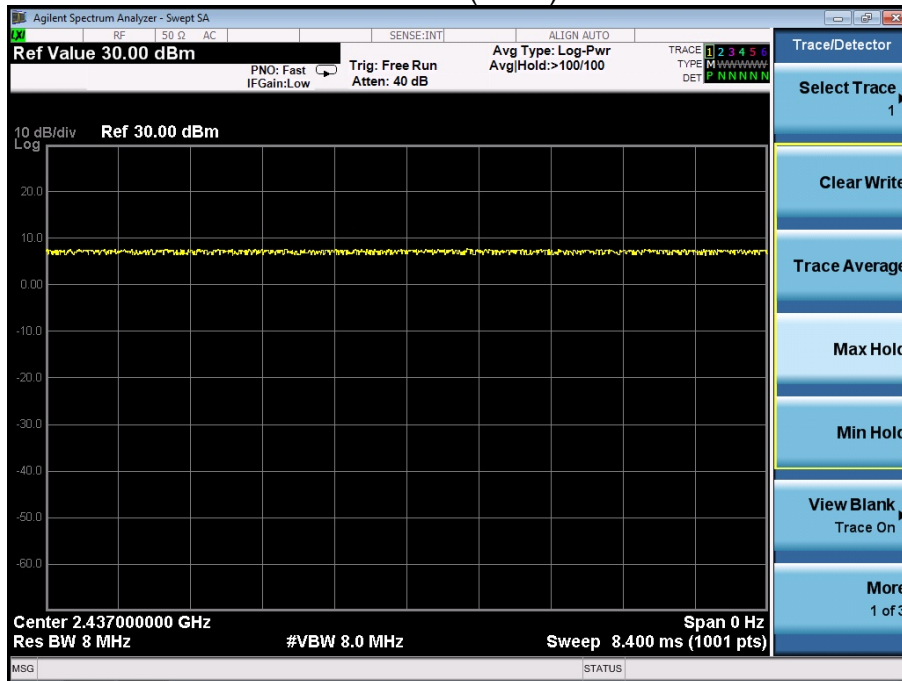 Agilent Spectrum Analyzer - Swept SA
LXI RF 50 Ω AC SENSE:INT ALIGN AUTO
Ref Value 30.00 dBm
PNO: Fast
IFGain:Low
Trig: Free Run
Atten: 40 dB
Avg Type: Log-Pwr
Avg|Hold:>100/100
TRACE 1 2 3 4 5 6
TYPE M WWWWW
DET P N N N N N
10 dB/div Ref 30.00 dBm
Log
20.0
10.0
0.00
-10.0
-20.0
-30.0
-40.0
-50.0
-60.0
Center 2.437000000 GHz Span 0 Hz
Res BW 8 MHz #VBW 8.0 MHz Sweep 8.400 ms (1001 pts)
MSG STATUS
Trace/Detector
Select Trace
1
Clear Write
Trace Average
Max Hold
Min Hold
View Blank
Trace On
More
1 of 3